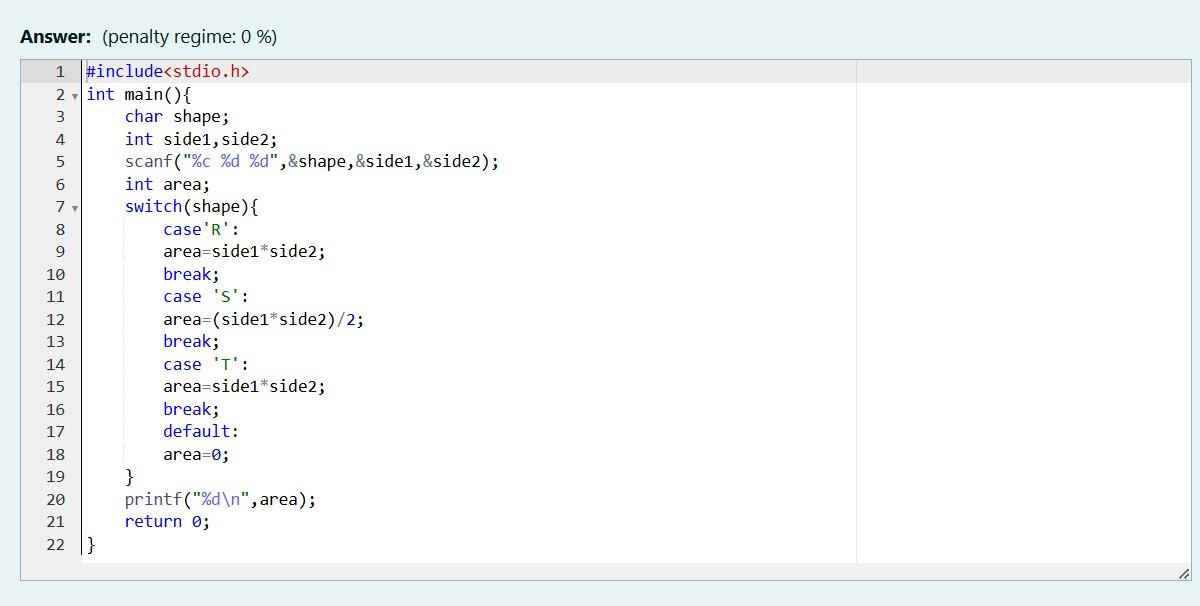 Answer: (penalty regime: 0 %)
1 #include<stdio.h>
2 int main(){
3     char shape;
4     int side1,side2;
5     scanf("%c %d %d",&shape,&side1,&side2);
6     int area;
7     switch(shape){
8         case'R':
9         area=side1*side2;
10         break;
11         case 'S':
12         area=(side1*side2)/2;
13         break;
14         case 'T':
15         area=side1*side2;
16         break;
17         default:
18         area=0;
19     }
20     printf("%d\n",area);
21     return 0;
22 }